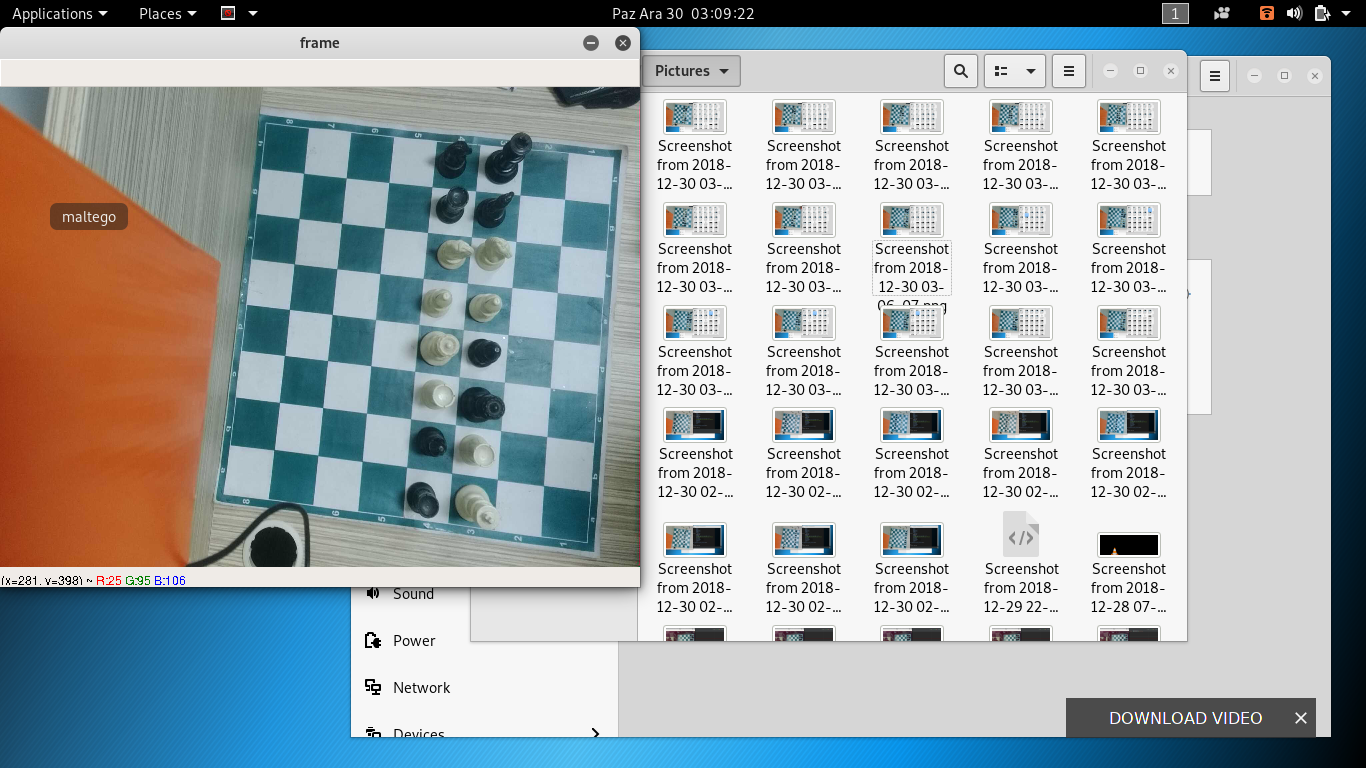 Applications
Places
Paz Ara 30 03:09:22
1
frame
Pictures
maltego
Screenshot
from 2018-
12-30 03-...
Screenshot
from 2018-
12-30 03-...
Screenshot
from 2018-
12-30 03-...
Screenshot
from 2018-
12-30 03-...
Screenshot
from 2018-
12-30 03-...
Screenshot
from 2018-
12-30 03-...
Screenshot
from 2018-
12-30 03-...
Screenshot
from 2018-
12-30 03-
06-07.png
Screenshot
from 2018-
12-30 03-...
Screenshot
from 2018-
12-30 03-...
Screenshot
from 2018-
12-30 03-...
Screenshot
from 2018-
12-30 03-...
Screenshot
from 2018-
12-30 03-...
Screenshot
from 2018-
12-30 03-...
Screenshot
from 2018-
12-30 03-...
Screenshot
from 2018-
12-30 02-...
Screenshot
from 2018-
12-30 02-...
Screenshot
from 2018-
12-30 02-...
Screenshot
from 2018-
12-30 02-...
Screenshot
from 2018-
12-30 02-...
Screenshot
from 2018-
12-30 02-...
Screenshot
from 2018-
12-30 02-...
Screenshot
from 2018-
12-30 02-...
Screenshot
from 2018-
12-29 22-...
Screenshot
from 2018-
12-28 07-...
(x=281, y=398) ~ R:25 G:95 B:106
Sound
Power
Network
Devices
DOWNLOAD VIDEO